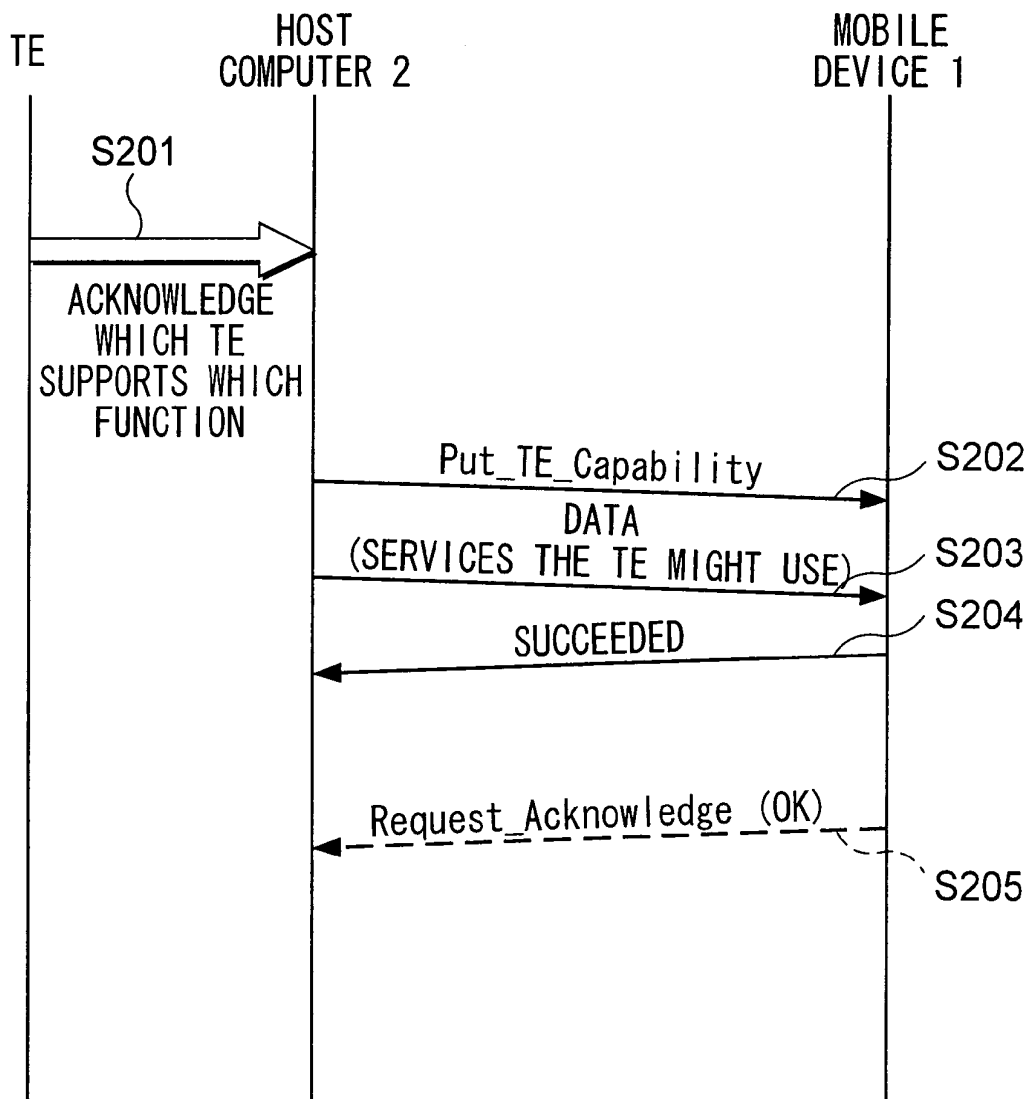 TE
HOST
COMPUTER 2
MOBILE
DEVICE 1
S201
ACKNOWLEDGE
WHICH TE
SUPPORTS WHICH
FUNCTION
Put_TE_Capability
S202
DATA
(SERVICES THE TE MIGHT USE)
S203
SUCCEEDED
S204
Request_Acknowledge (OK)
S205